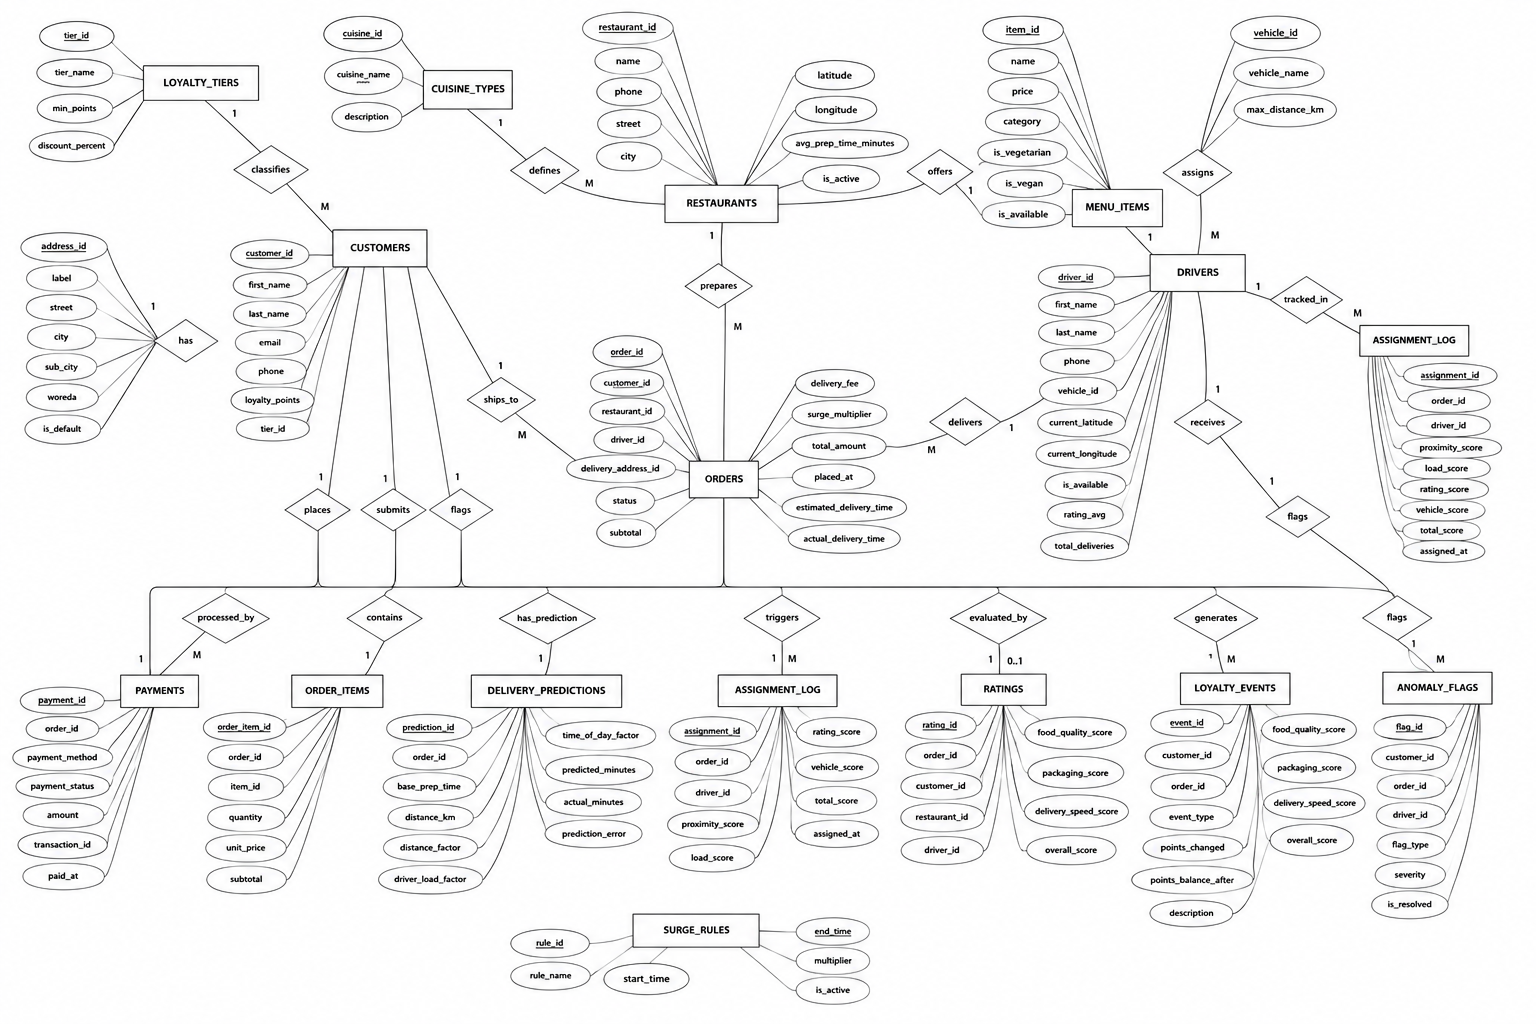 tier_id
tier_name
min_points
discount_percent
LOYALTY_TIERS
1
classifies
M
cuisine_id
cuisine_name
description
CUISINE_TYPES
1
defines
M
restaurant_id
name
phone
street
city
latitude
longitude
avg_prep_time_minutes
is_active
RESTAURANTS
offers
1
item_id
name
price
category
is_vegetarian
is_vegan
is_available
MENU_ITEMS
1
vehicle_id
vehicle_name
max_distance_km
assigns
M
address_id
label
street
city
sub_city
woreda
is_default
1
has
CUSTOMERS
customer_id
first_name
last_name
email
phone
loyalty_points
tier_id
1
ships_to
M
1
prepares
M
order_id
customer_id
restaurant_id
driver_id
delivery_address_id
status
subtotal
ORDERS
delivery_fee
surge_multiplier
total_amount
placed_at
estimated_delivery_time
actual_delivery_time
M
delivers
1
DRIVERS
driver_id
first_name
last_name
phone
vehicle_id
current_latitude
current_longitude
is_available
rating_avg
total_deliveries
1
tracked_in
M
ASSIGNMENT_LOG
assignment_id
order_id
driver_id
proximity_score
load_score
rating_score
vehicle_score
total_score
assigned_at
1
receives
1
flags
1
places
1
submits
1
flags
processed_by
M
1
contains
1
has_prediction
1
triggers
1
M
evaluated_by
1
0..1
generates
1
M
flags
1
M
PAYMENTS
payment_id
order_id
payment_method
payment_status
amount
transaction_id
paid_at
ORDER_ITEMS
order_item_id
order_id
item_id
quantity
unit_price
subtotal
DELIVERY_PREDICTIONS
prediction_id
order_id
base_prep_time
distance_km
distance_factor
driver_load_factor
time_of_day_factor
predicted_minutes
actual_minutes
prediction_error
ASSIGNMENT_LOG
assignment_id
order_id
driver_id
proximity_score
load_score
rating_score
vehicle_score
total_score
assigned_at
RATINGS
rating_id
order_id
customer_id
restaurant_id
driver_id
food_quality_score
packaging_score
delivery_speed_score
overall_score
LOYALTY_EVENTS
event_id
customer_id
order_id
event_type
points_changed
points_balance_after
description
food_quality_score
packaging_score
delivery_speed_score
overall_score
ANOMALY_FLAGS
flag_id
customer_id
order_id
driver_id
flag_type
severity
is_resolved
SURGE_RULES
rule_id
rule_name
start_time
end_time
multiplier
is_active